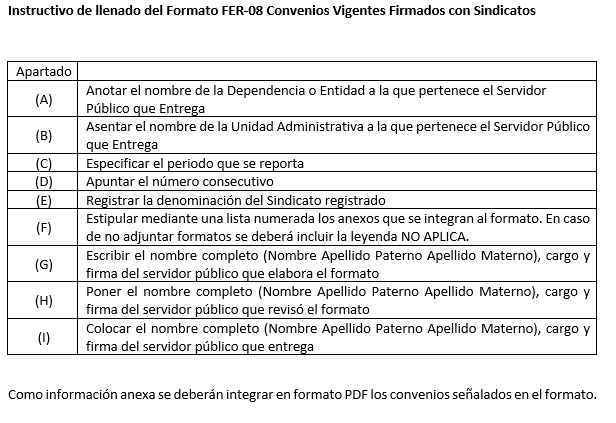 Instructivo de llenado del Formato FER-08 Convenios Vigentes Firmados con Sindicatos
Apartado
(A) Anotar el nombre de la Dependencia o Entidad a la que pertenece el Servidor
Público que Entrega
(B) Asentar el nombre de la Unidad Administrativa a la que pertenece el Servidor Público
que Entrega
(C) Especificar el periodo que se reporta
(D) Apuntar el número consecutivo
(E) Registrar la denominación del Sindicato registrado
(F) Estipular mediante una lista numerada los anexos que se integran al formato. En caso
de no adjuntar formatos se deberá incluir la leyenda NO APLICA.
(G) Escribir el nombre completo (Nombre Apellido Paterno Apellido Materno), cargo y
firma del servidor público que elabora el formato
(H) Poner el nombre completo (Nombre Apellido Paterno Apellido Materno), cargo y
firma del servidor público que revisó el formato
(I) Colocar el nombre completo (Nombre Apellido Paterno Apellido Materno), cargo y
firma del servidor público que entrega
Como información anexa se deberán integrar en formato PDF los convenios señalados en el formato.